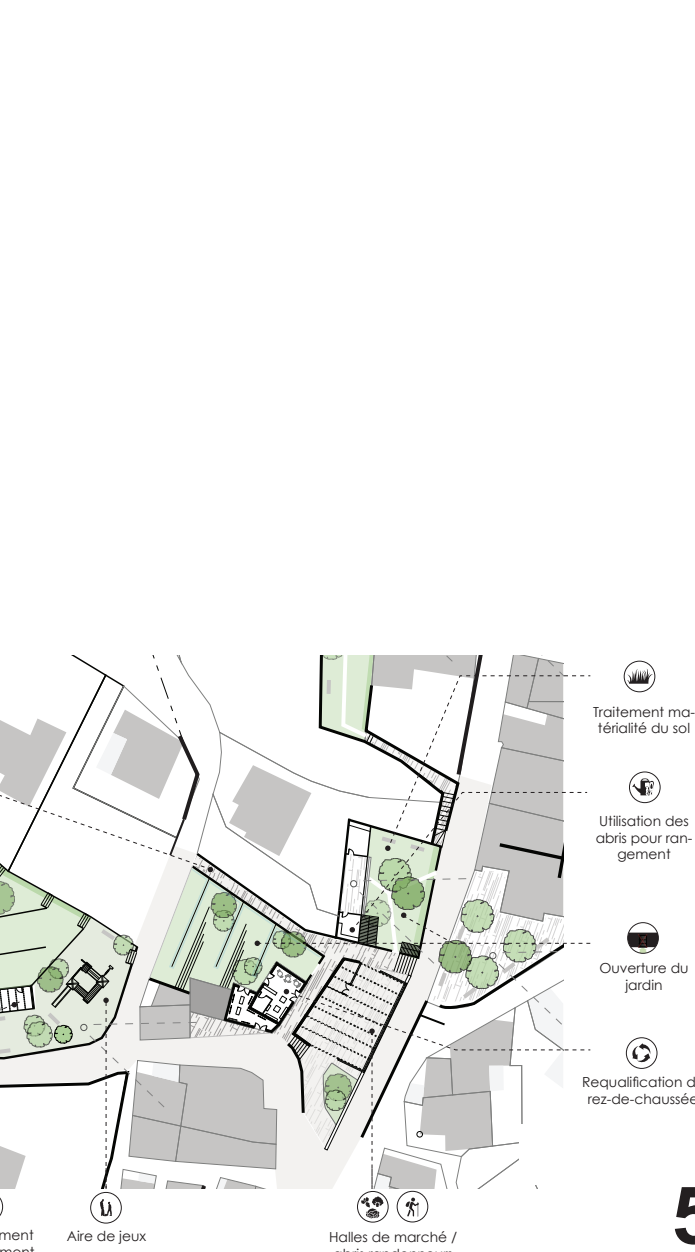 Traitement ma-
térialité du sol
Utilisation des
abris pour ran-
gement
Ouverture du
jardin
Requalification d
rez-de-chaussée
5
ment
Aire de jeux
Halles de marché /